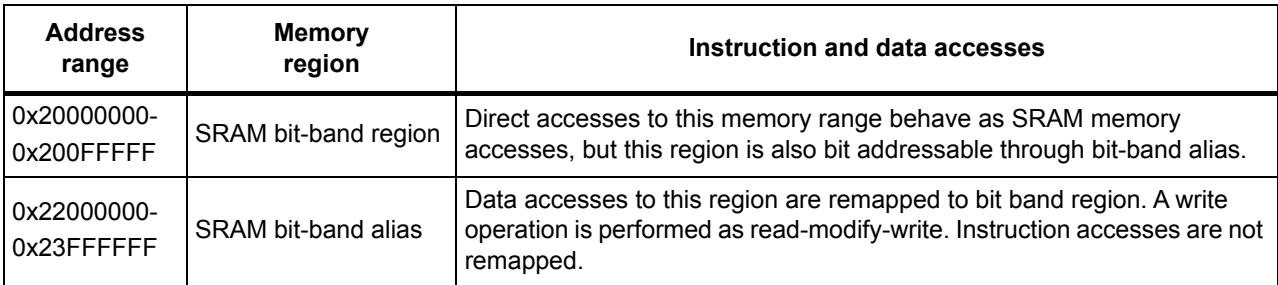 Address range
Memory region
Instruction and data accesses
0x20000000-
0x200FFFFF
SRAM bit-band region
Direct accesses to this memory range behave as SRAM memory
accesses, but this region is also bit addressable through bit-band alias.
0x22000000-
0x23FFFFFF
SRAM bit-band alias
Data accesses to this region are remapped to bit band region. A write
operation is performed as read-modify-write. Instruction accesses are not
remapped.